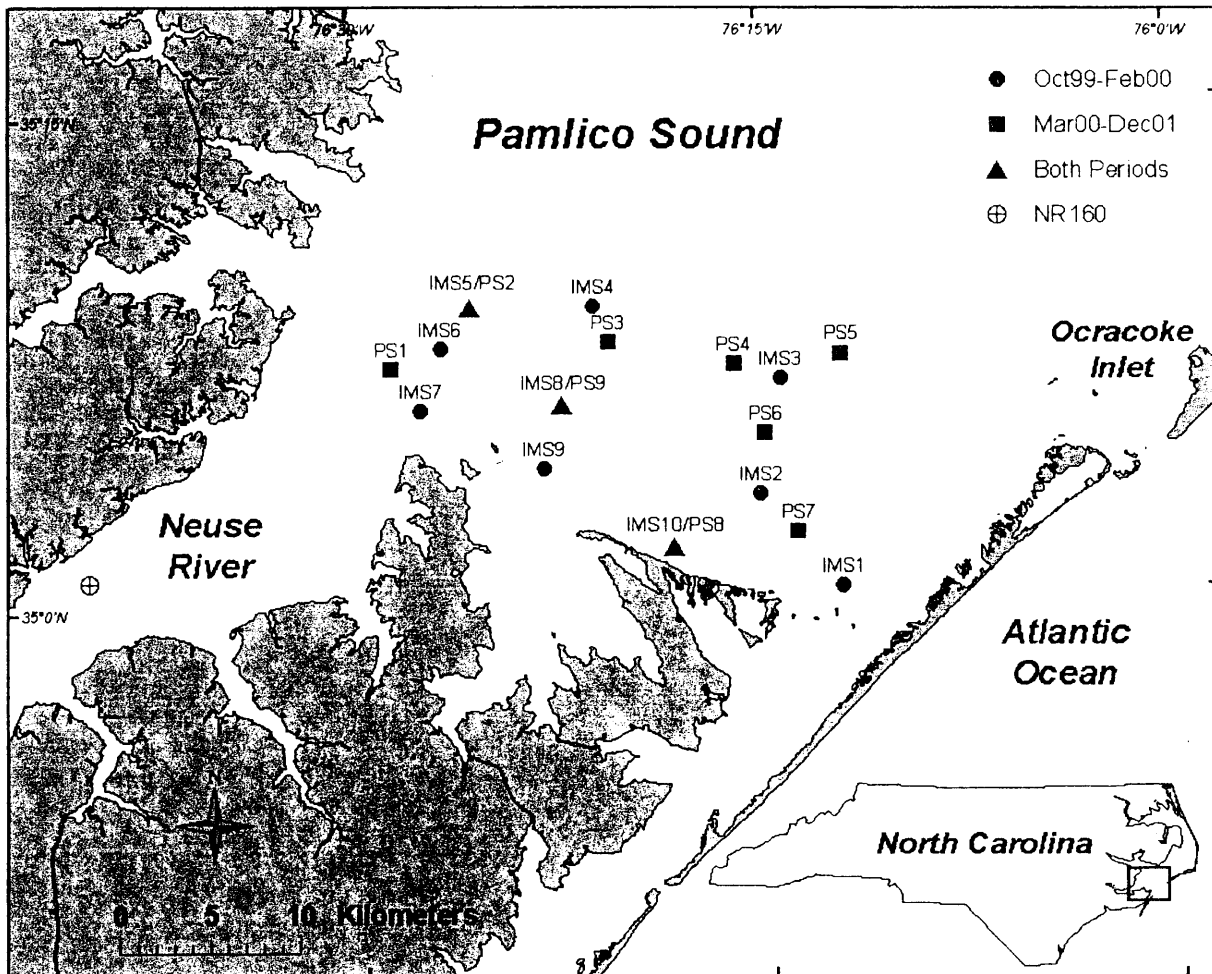 76°30'W
76°15'W
76°0'W
Oct99-Feb00
Mar00-Dec01
Both Periods
NR160
35°15'N
Pamlico Sound
IMS5/PS2
IMS4
IMS6
PS3
PS1
PS4
IMS3
PS5
Ocracoke
Inlet
IMS7
IMS8/PS9
PS6
IMS9
IMS2
PS7
Neuse
River
IMS10/PS8
IMS1
35°0'N
Atlantic
Ocean
N
North Carolina
0 5 10 Kilometers